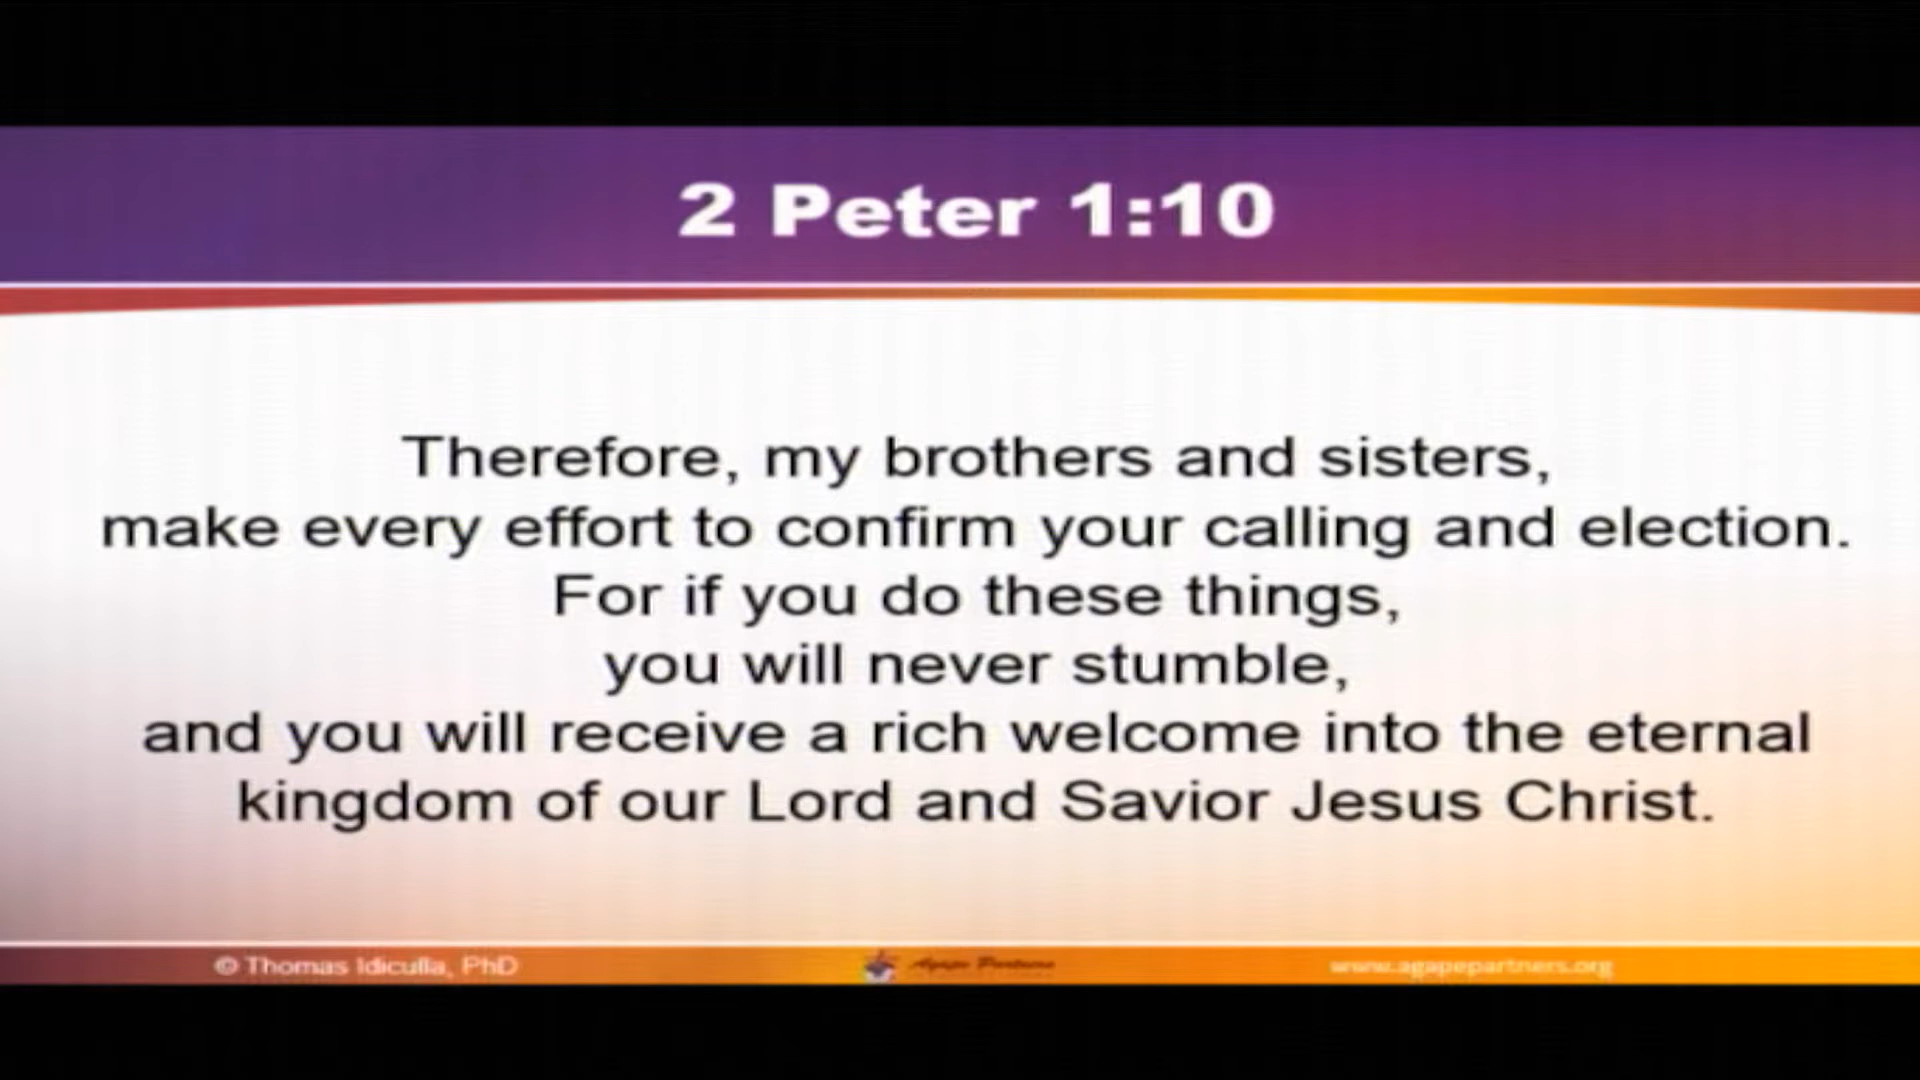 2 Peter 1:10
Therefore, my brothers and sisters,
make every effort to confirm your calling and election.
For if you do these things,
you will never stumble,
and you will receive a rich welcome into the eternal
kingdom of our Lord and Savior Jesus Christ.
© Thomas Idiculla, PhD
Agape Partners
www.agapepartners.org